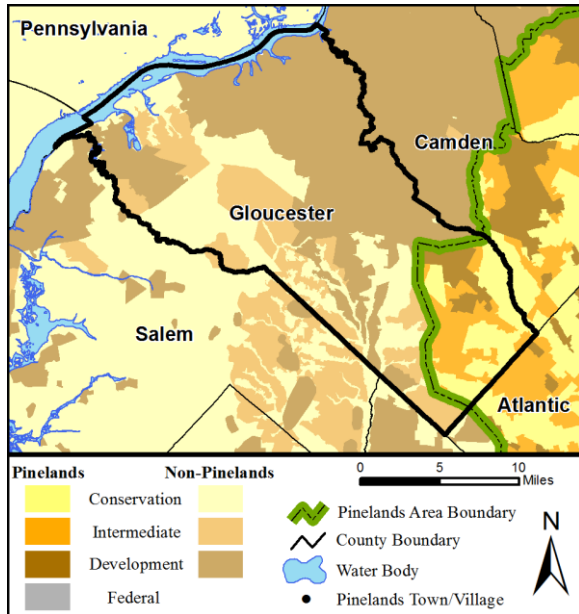 Pennsylvania
Camden
Gloucester
Salem
Atlantic
Pinelands Non-Pinelands
Conservation
Intermediate
Development
Federal
0 5 10
Miles
Pinelands Area Boundary
County Boundary
Water Body
Pinelands Town/Village
N